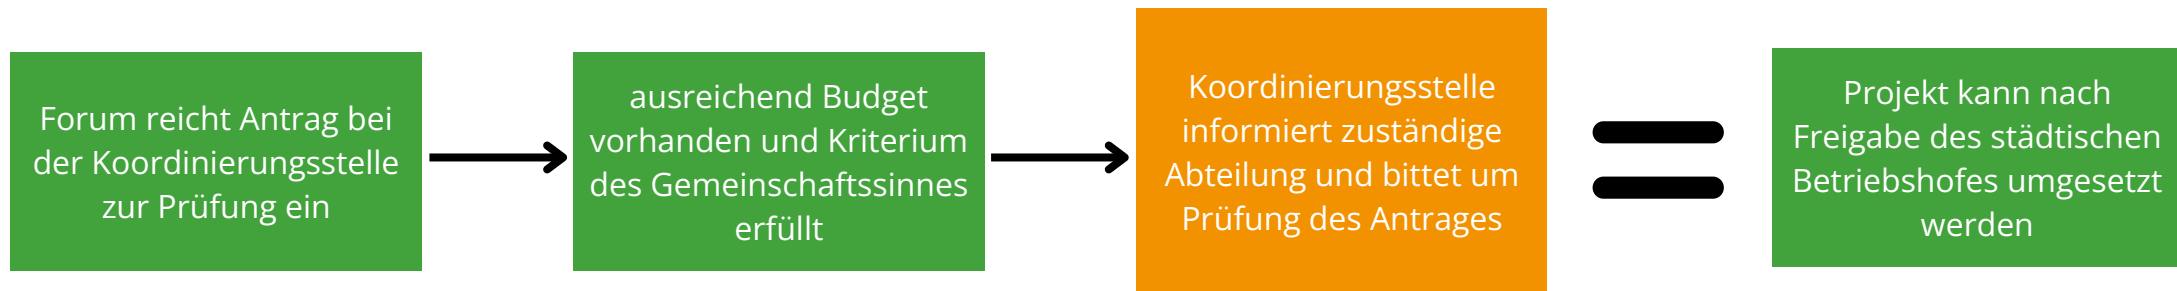 Forum reicht Antrag bei
der Koordinierungsstelle
zur Prüfung ein
ausreichend Budget
vorhanden und Kriterium
des Gemeinschaftssinnes
erfüllt
Koordinierungsstelle
informiert zuständige
Abteilung und bittet um
Prüfung des Antrages
Projekt kann nach
Freigabe des städtischen
Betriebshofes umgesetzt
werden